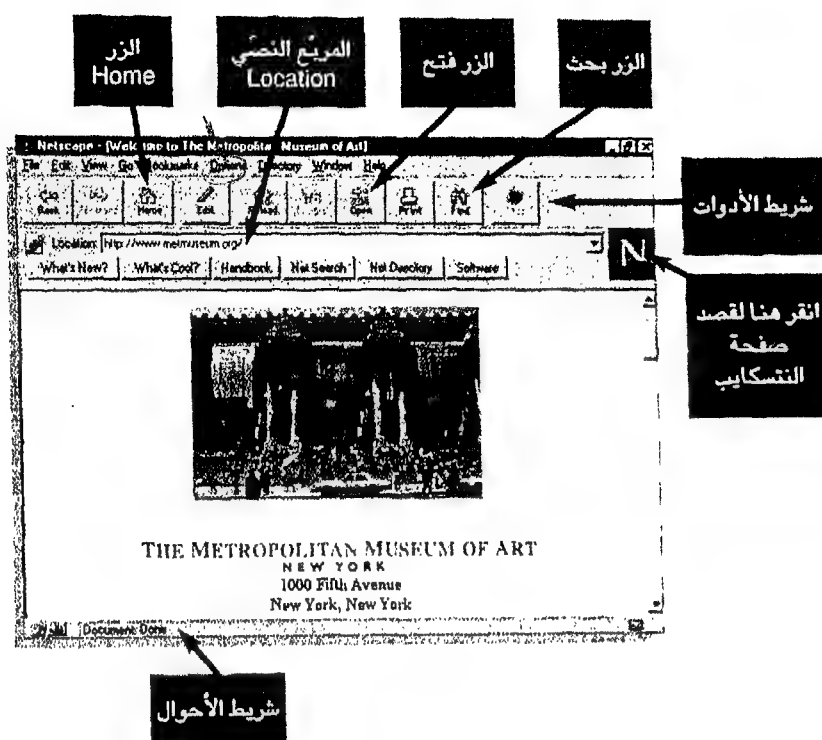 الزر
Home
المربّع النصّي
Location
الزر فتح
الزر بحث
Netscape - [Welcome to The Metropolitan Museum of Art]
File Edit View Go Bookmarks Options Directory Window Help
Back Home Edit Reload Open Print Find
شريط الأدوات
Location: http://www.metmuseum.org/
N
What's New? What's Cool? Handbook Net Search Net Directory Software
انقر هنا لقصد
صفحة
النتسكايب
THE METROPOLITAN MUSEUM OF ART
NEW YORK
1000 Fifth Avenue
New York, New York
Document: Done
شريط الأحوال